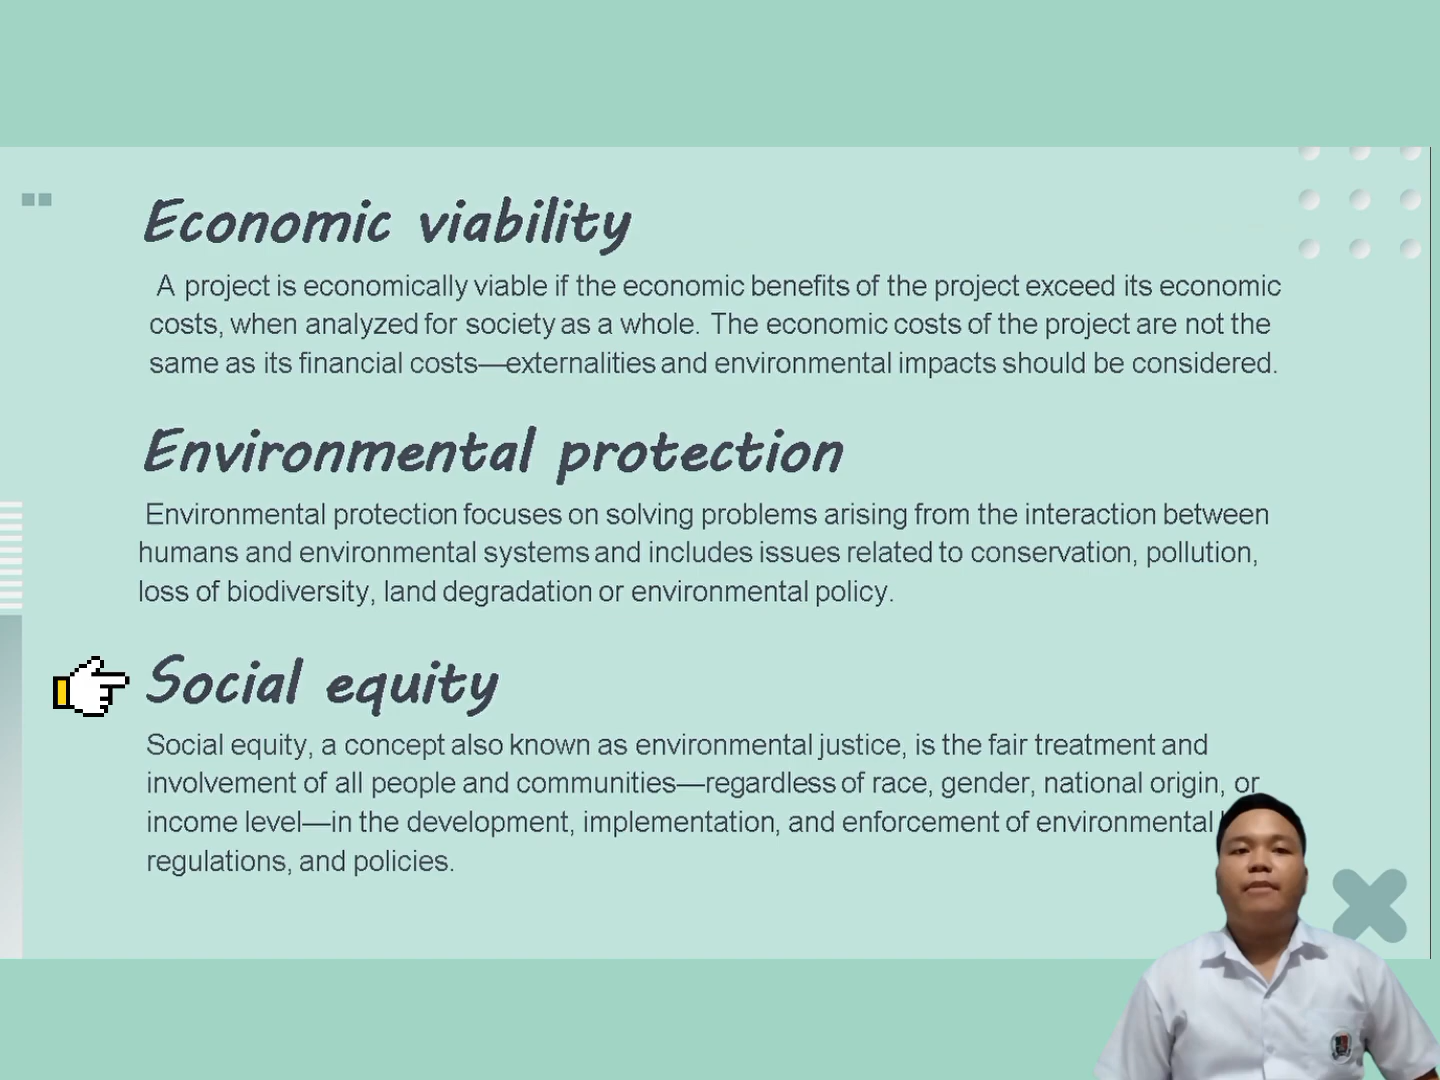 Economic viability
A project is economically viable if the economic benefits of the project exceed its economic
costs, when analyzed for society as a whole. The economic costs of the project are not the
same as its financial costs—externalities and environmental impacts should be considered.
Environmental protection
Environmental protection focuses on solving problems arising from the interaction between
humans and environmental systems and includes issues related to conservation, pollution,
loss of biodiversity, land degradation or environmental policy.
Social equity
Social equity, a concept also known as environmental justice, is the fair treatment and
involvement of all people and communities—regardless of race, gender, national origin, or
income level—in the development, implementation, and enforcement of environmental
regulations, and policies.